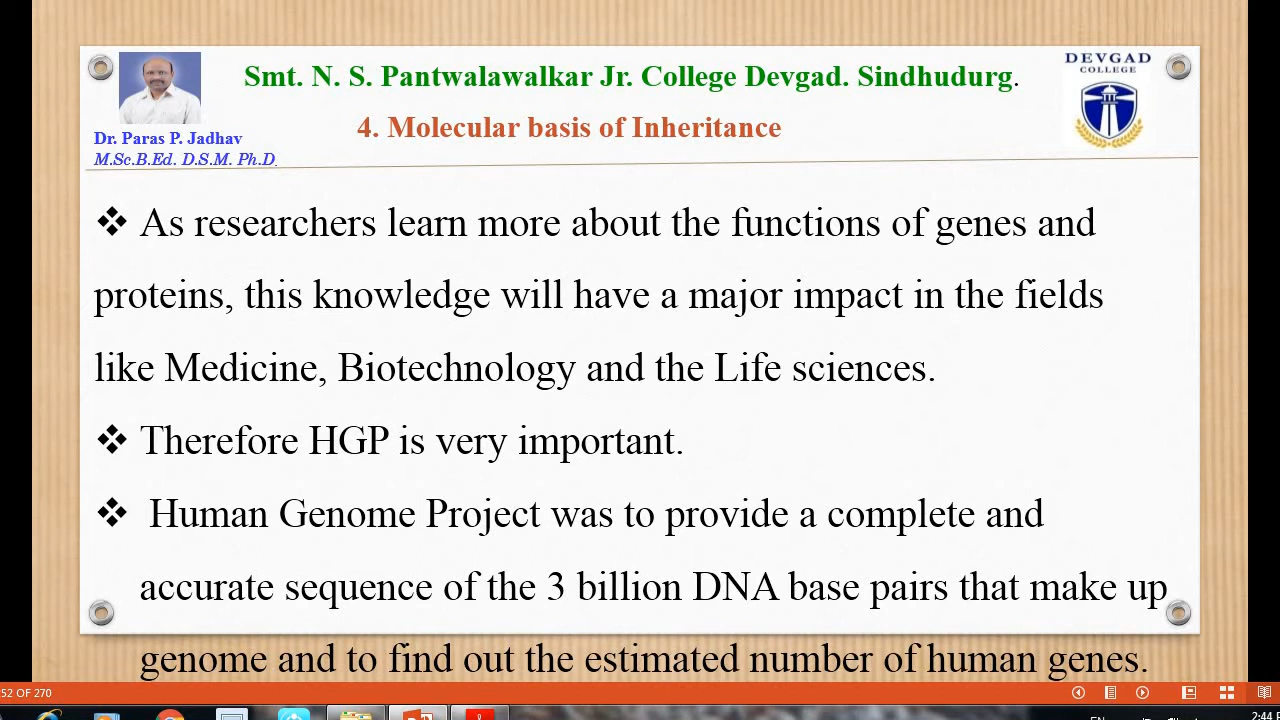 Smt. N. S. Pantwalawalkar Jr. College Devgad. Sindhudurg.
DEVGAD
COLLEGE
4. Molecular basis of Inheritance
Dr. Paras P. Jadhav
M.Sc.B.Ed. D.S.M. Ph.D.
❖ As researchers learn more about the functions of genes and
proteins, this knowledge will have a major impact in the fields
like Medicine, Biotechnology and the Life sciences.
❖ Therefore HGP is very important.
❖ Human Genome Project was to provide a complete and
accurate sequence of the 3 billion DNA base pairs that make up
genome and to find out the estimated number of human genes.
52 OF 270
2:44